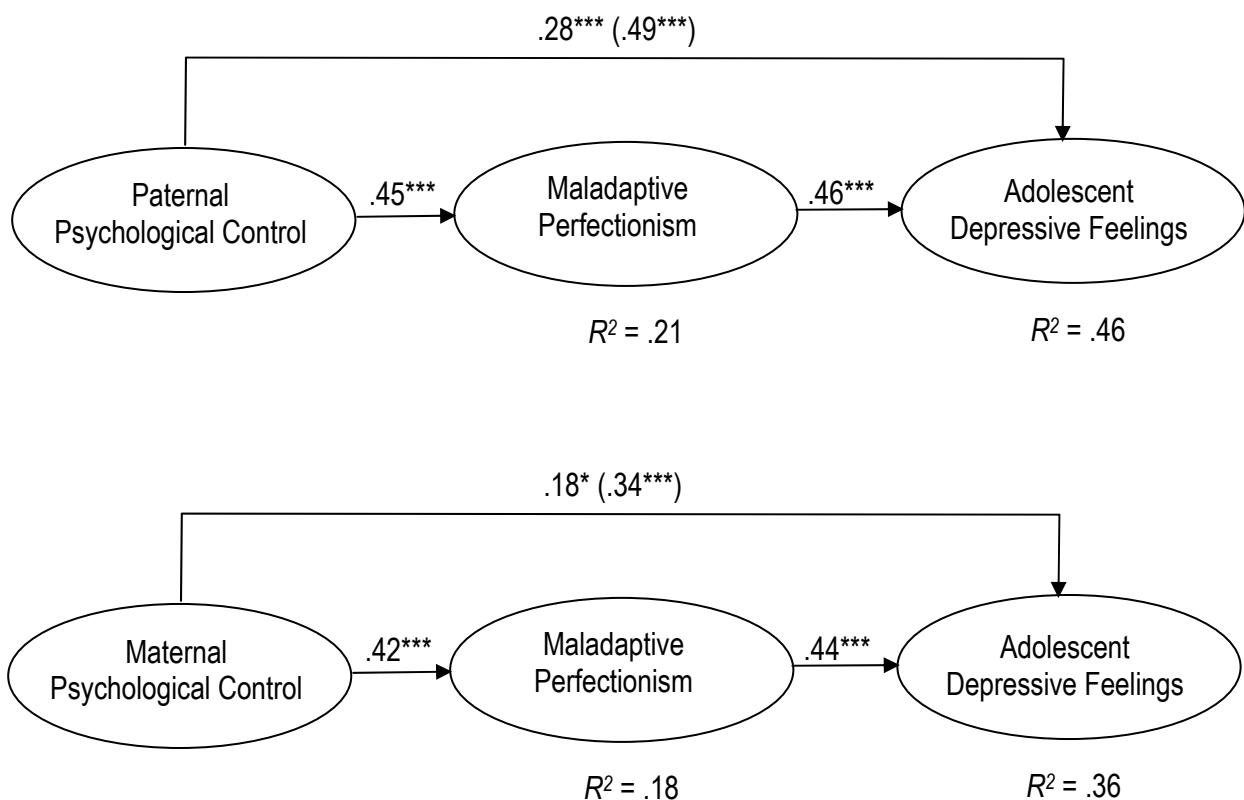 .28*** (.49***)
Paternal
Psychological Control
.45***
Maladaptive
Perfectionism
.46***
Adolescent
Depressive Feelings
R² = .21
R² = .46
.18* (.34***)
Maternal
Psychological Control
.42***
Maladaptive
Perfectionism
.44***
Adolescent
Depressive Feelings
R² = .18
R² = .36